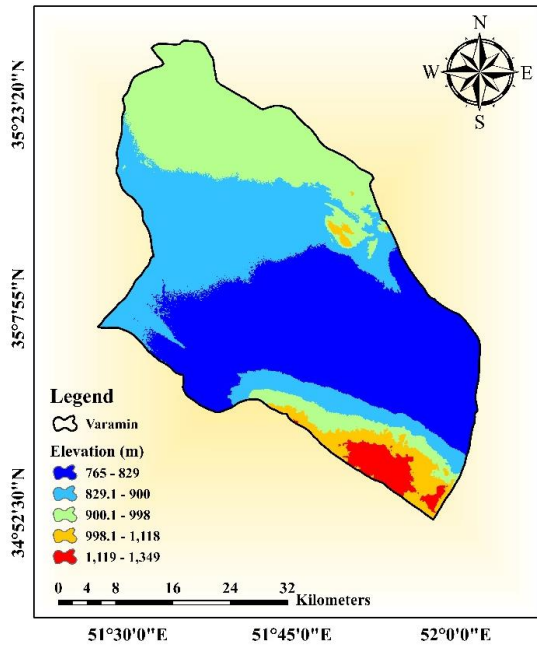 N
W E
S
35°23'20"N
35°7'55"N
34°52'30"N
Legend
Varamin
Elevation (m)
765 - 829
829.1 - 900
900.1 - 998
998.1 - 1,118
1,119 - 1,349
0 4 8 16 24 32
Kilometers
51°30'0"E 51°45'0"E 52°0'0"E